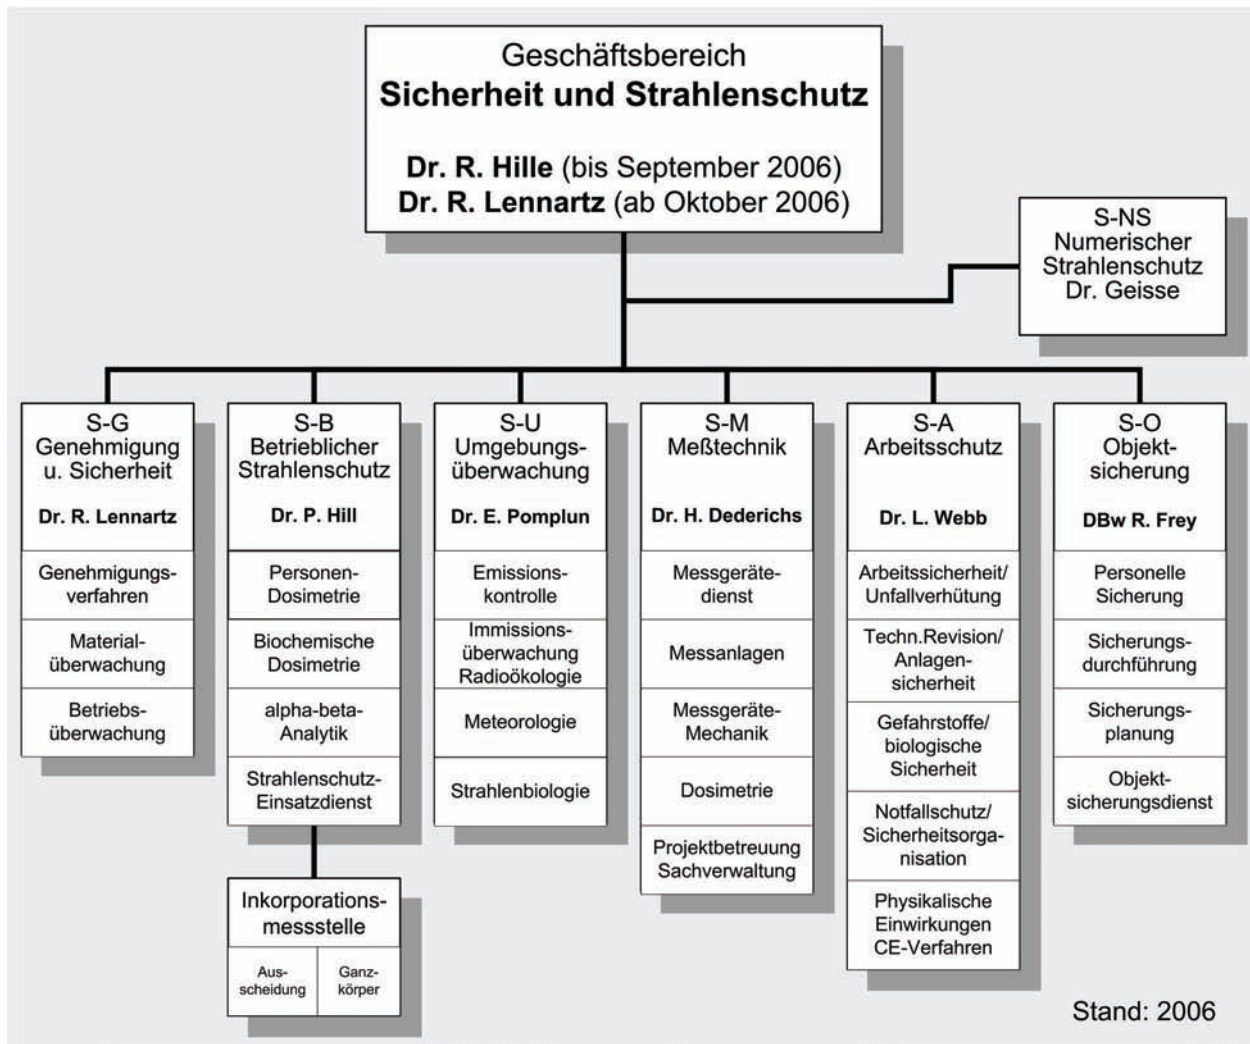 Geschäftsbereich
Sicherheit und Strahlenschutz
Dr. R. Hille (bis September 2006)
Dr. R. Lennartz (ab Oktober 2006)
S-NS
Numerischer
Strahlenschutz
Dr. Geisse
S-G
Genehmigung
u. Sicherheit
Dr. R. Lennartz
Genehmigungs-
verfahren
Material-
überwachung
Betriebs-
überwachung
S-B
Betrieblicher
Strahlenschutz
Dr. P. Hill
Personen-
Dosimetrie
Biochemische
Dosimetrie
alpha-beta-
Analytik
Strahlenschutz-
Einsatzdienst
Inkorporations-
messstelle
Aus-
scheidung
Ganz-
körper
S-U
Umgebungs-
überwachung
Dr. E. Pomplun
Emissions-
kontrolle
Immissions-
überwachung
Radioökologie
Meteorologie
Strahlenbiologie
S-M
Meßtechnik
Dr. H. Dederichs
Messgeräte-
dienst
Messanlagen
Messgeräte-
Mechanik
Dosimetrie
Projektbetreuung
Sachverwaltung
S-A
Arbeitsschutz
Dr. L. Webb
Arbeitssicherheit/
Unfallverhütung
Techn.Revision/
Anlagen-
sicherheit
Gefahrstoffe/
biologische
Sicherheit
Notfallschutz/
Sicherheitsorga-
nisation
Physikalische
Einwirkungen
CE-Verfahren
S-O
Objekt-
sicherung
DBw R. Frey
Personelle
Sicherung
Sicherungs-
durchführung
Sicherungs-
planung
Objekt-
sicherungsdienst
Stand: 2006